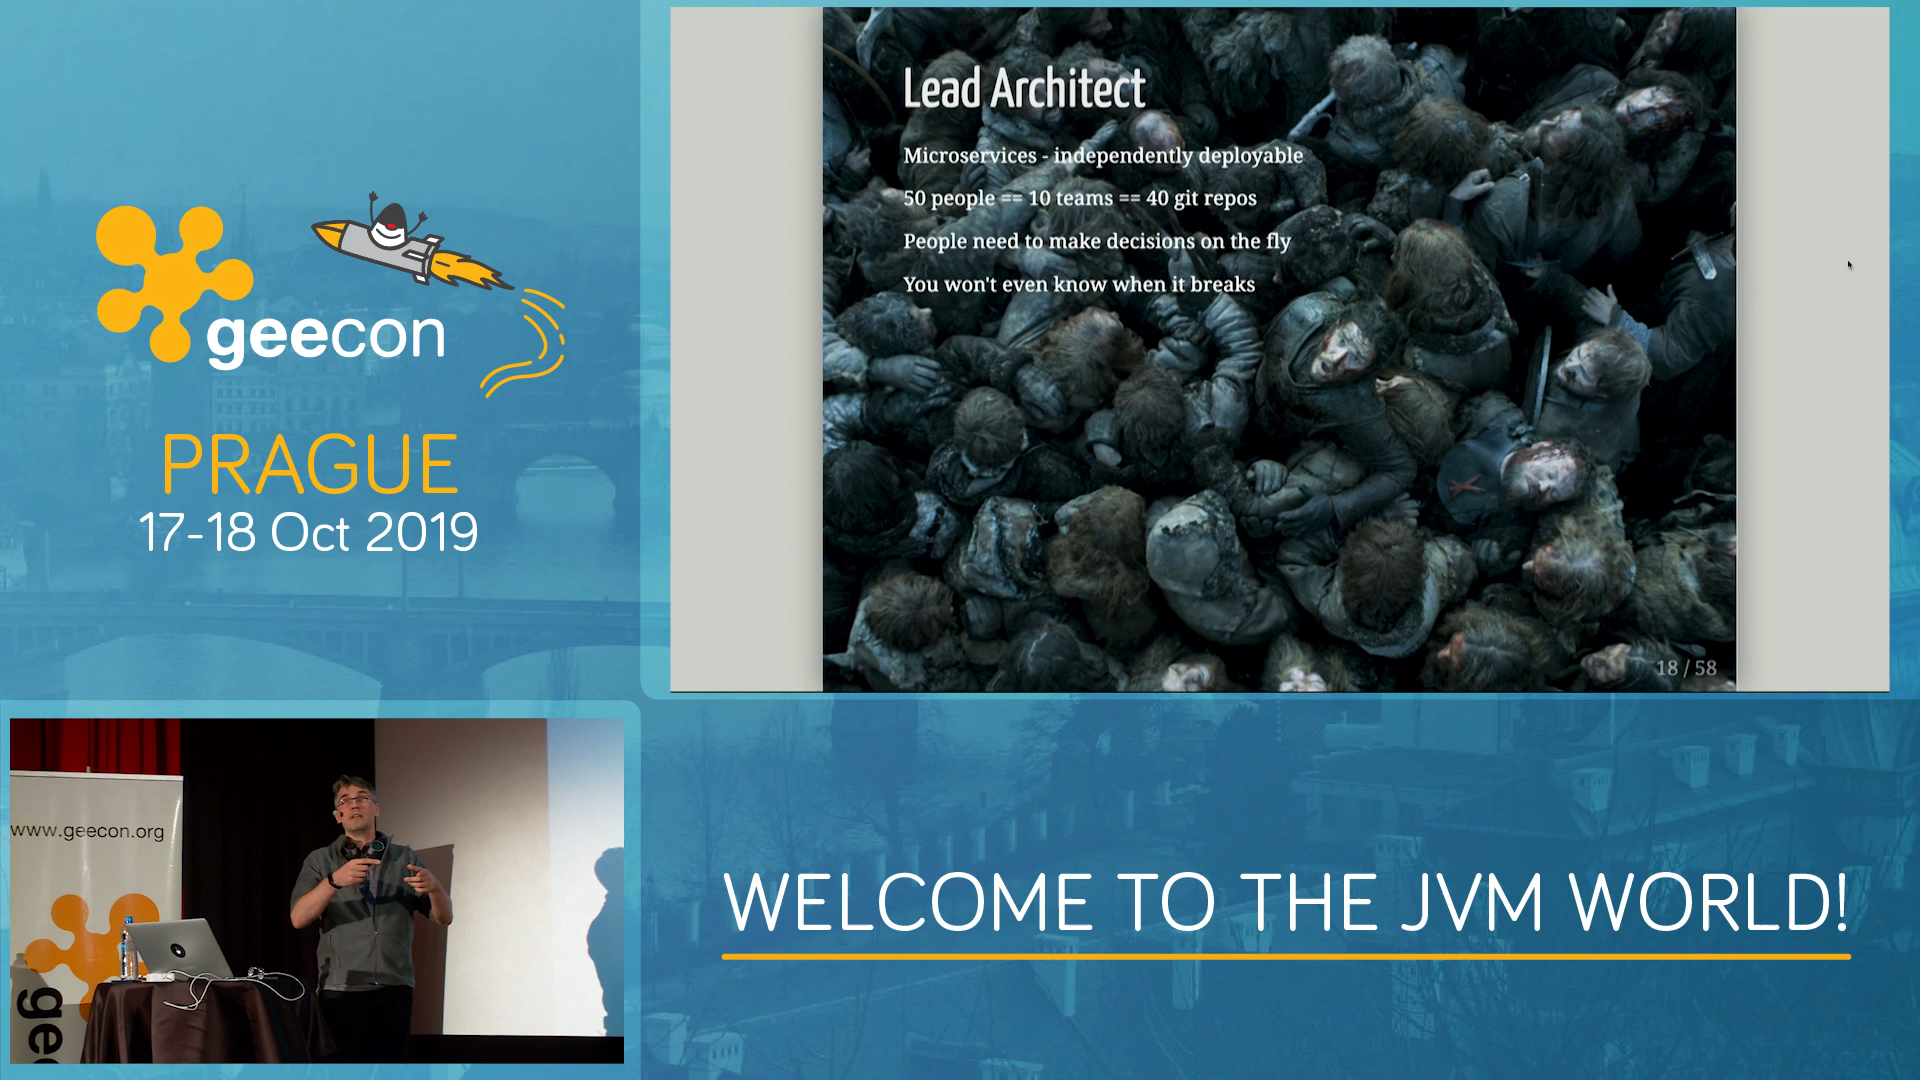 geecon
PRAGUE
17-18 Oct 2019
Lead Architect
Microservices - independently deployable
50 people == 10 teams == 40 git repos
People need to make decisions on the fly
You won't even know when it breaks
18 / 58
www.geecon.org
gee
WELCOME TO THE JVM WORLD!